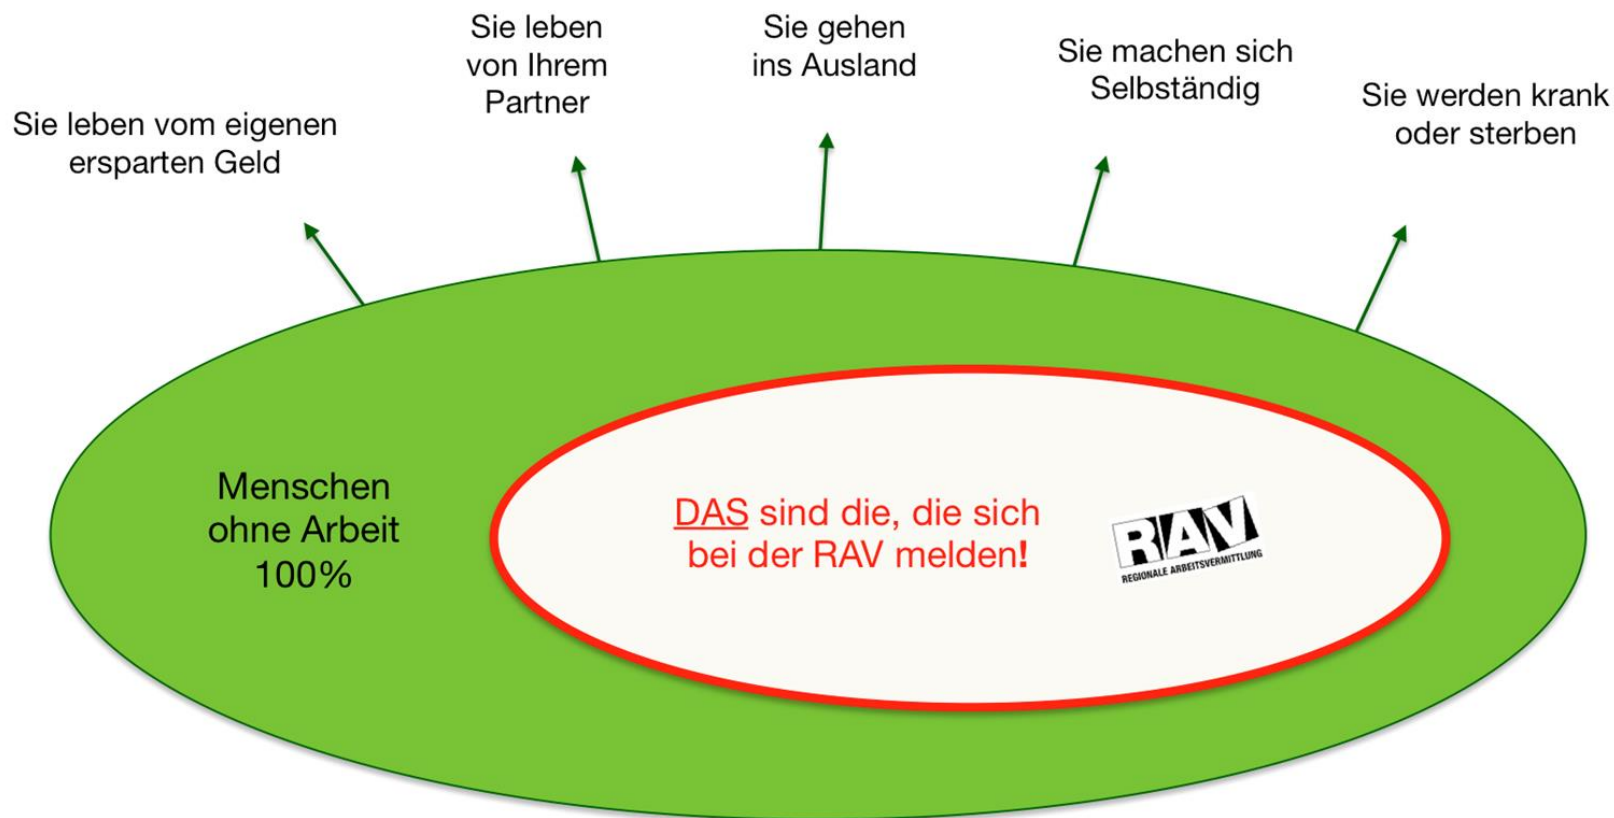 Sie leben
von Ihrem
Partner
Sie gehen
ins Ausland
Sie machen sich
Selbständig
Sie werden krank
oder sterben
Sie leben vom eigenen
ersparten Geld
Menschen
ohne Arbeit
100%
DAS sind die, die sich
bei der RAV melden!
RAV
REGIONALE ARBEITSVERMITTLUNG